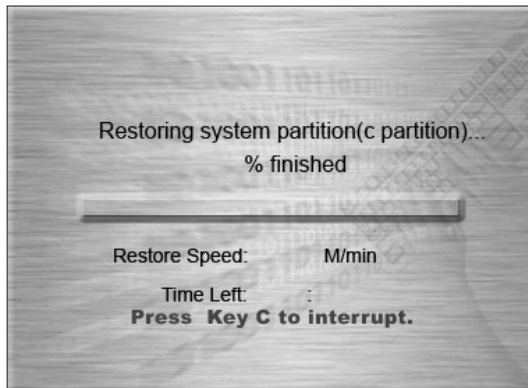 Restoring system partition(c partition)...
% finished
Restore Speed: M/min
Time Left: :
Press Key C to interrupt.